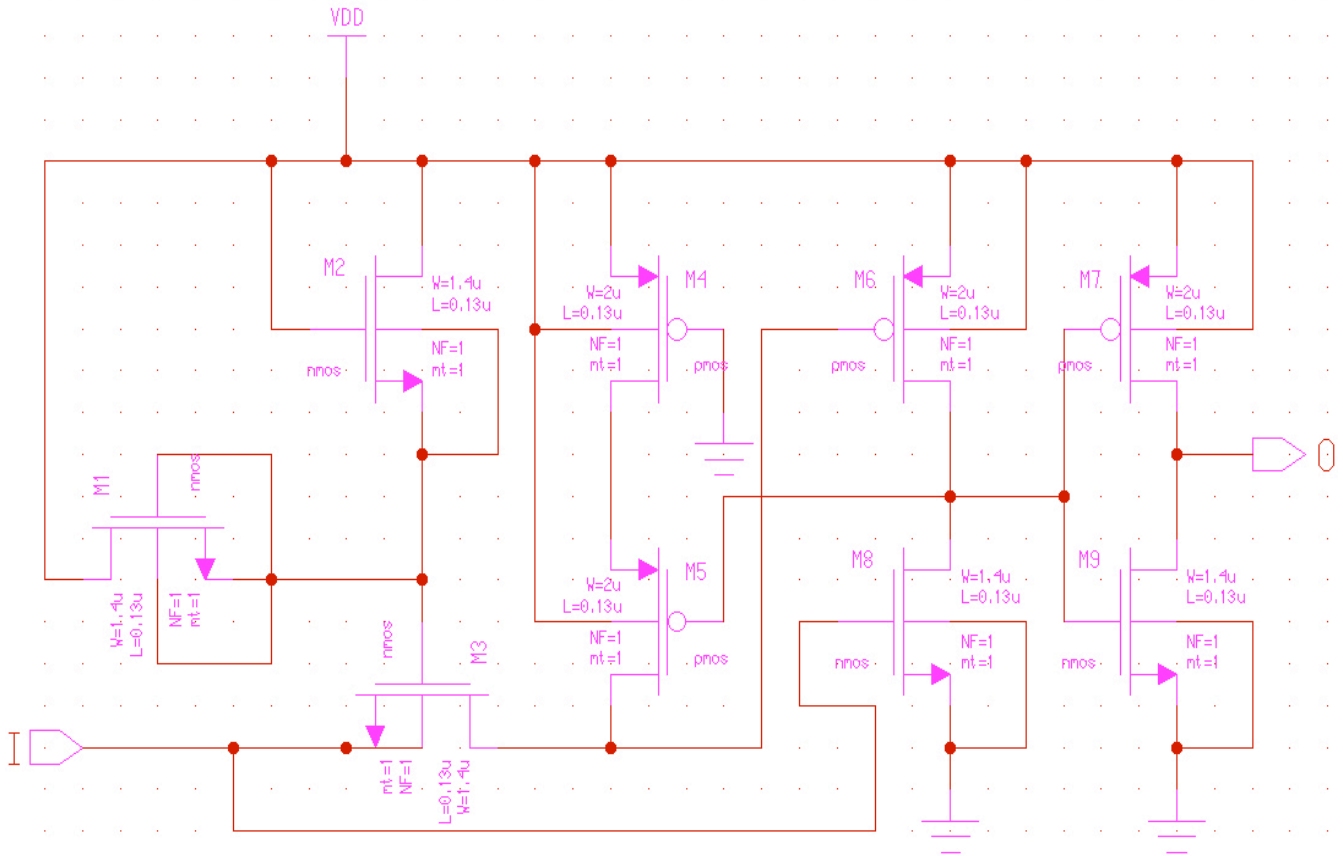 VDD
M2
W=1.4u
L=0.13u
NF=1
mt=1
nmos
M4
W=2u
L=0.13u
NF=1
mt=1
pmos
M6
W=2u
L=0.13u
NF=1
mt=1
pmos
M7
W=2u
L=0.13u
NF=1
mt=1
pmos
M1
nmos
W=1.4u
L=0.13u
NF=1
mt=1
O
M5
W=2u
L=0.13u
NF=1
mt=1
pmos
M8
W=1.4u
L=0.13u
NF=1
mt=1
nmos
M9
W=1.4u
L=0.13u
NF=1
mt=1
nmos
nmos
M3
mt=1
NF=1
L=0.13u
W=1.4u
I